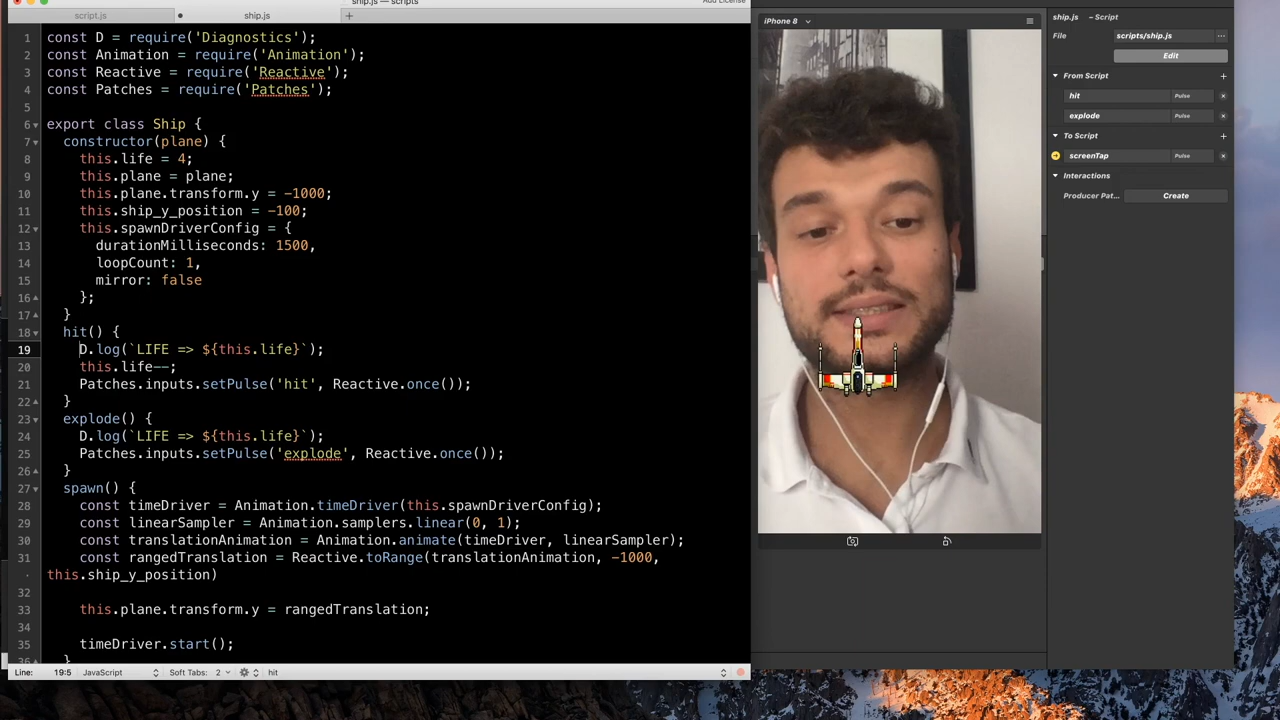 ship.js — scripts
Add License
script.js
ship.js
1 const D = require('Diagnostics');
2 const Animation = require('Animation');
3 const Reactive = require('Reactive');
4 const Patches = require('Patches');
5
6 export class Ship {
7 constructor(plane) {
8 this.life = 4;
9 this.plane = plane;
10 this.plane.transform.y = -1000;
11 this.ship_y_position = -100;
12 this.spawnDriverConfig = {
13 durationMilliseconds: 1500,
14 loopCount: 1,
15 mirror: false
16 };
17 }
18 hit() {
19 D.log(`LIFE => ${this.life}`);
20 this.life--;
21 Patches.inputs.setPulse('hit', Reactive.once());
22 }
23 explode() {
24 D.log(`LIFE => ${this.life}`);
25 Patches.inputs.setPulse('explode', Reactive.once());
26 }
27 spawn() {
28 const timeDriver = Animation.timeDriver(this.spawnDriverConfig);
29 const linearSampler = Animation.samplers.linear(0, 1);
30 const translationAnimation = Animation.animate(timeDriver, linearSampler);
31 const rangedTranslation = Reactive.toRange(translationAnimation, -1000,
· this.ship_y_position)
32
33 this.plane.transform.y = rangedTranslation;
34
35 timeDriver.start();
36 }
Line: 19:5 JavaScript Soft Tabs: 2 hit
iPhone 8
ship.js – Script
File scripts/ship.js ...
Edit
From Script +
hit Pulse ×
explode Pulse ×
To Script +
screenTap Pulse ×
Interactions
Producer Pat... Create